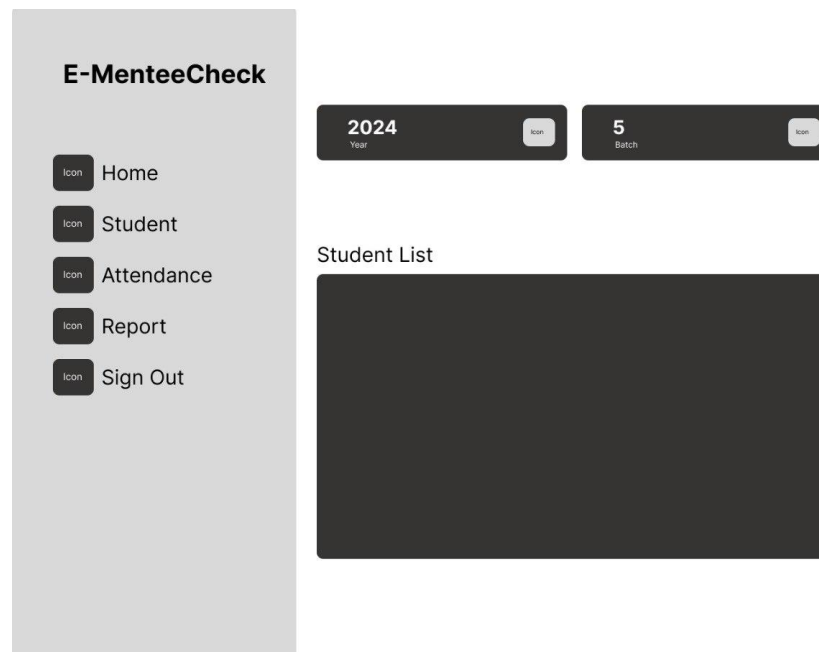 E-MenteeCheck
Icon Home
Icon Student
Icon Attendance
Icon Report
Icon Sign Out
2024
Year
Icon
5
Batch
Icon
Student List